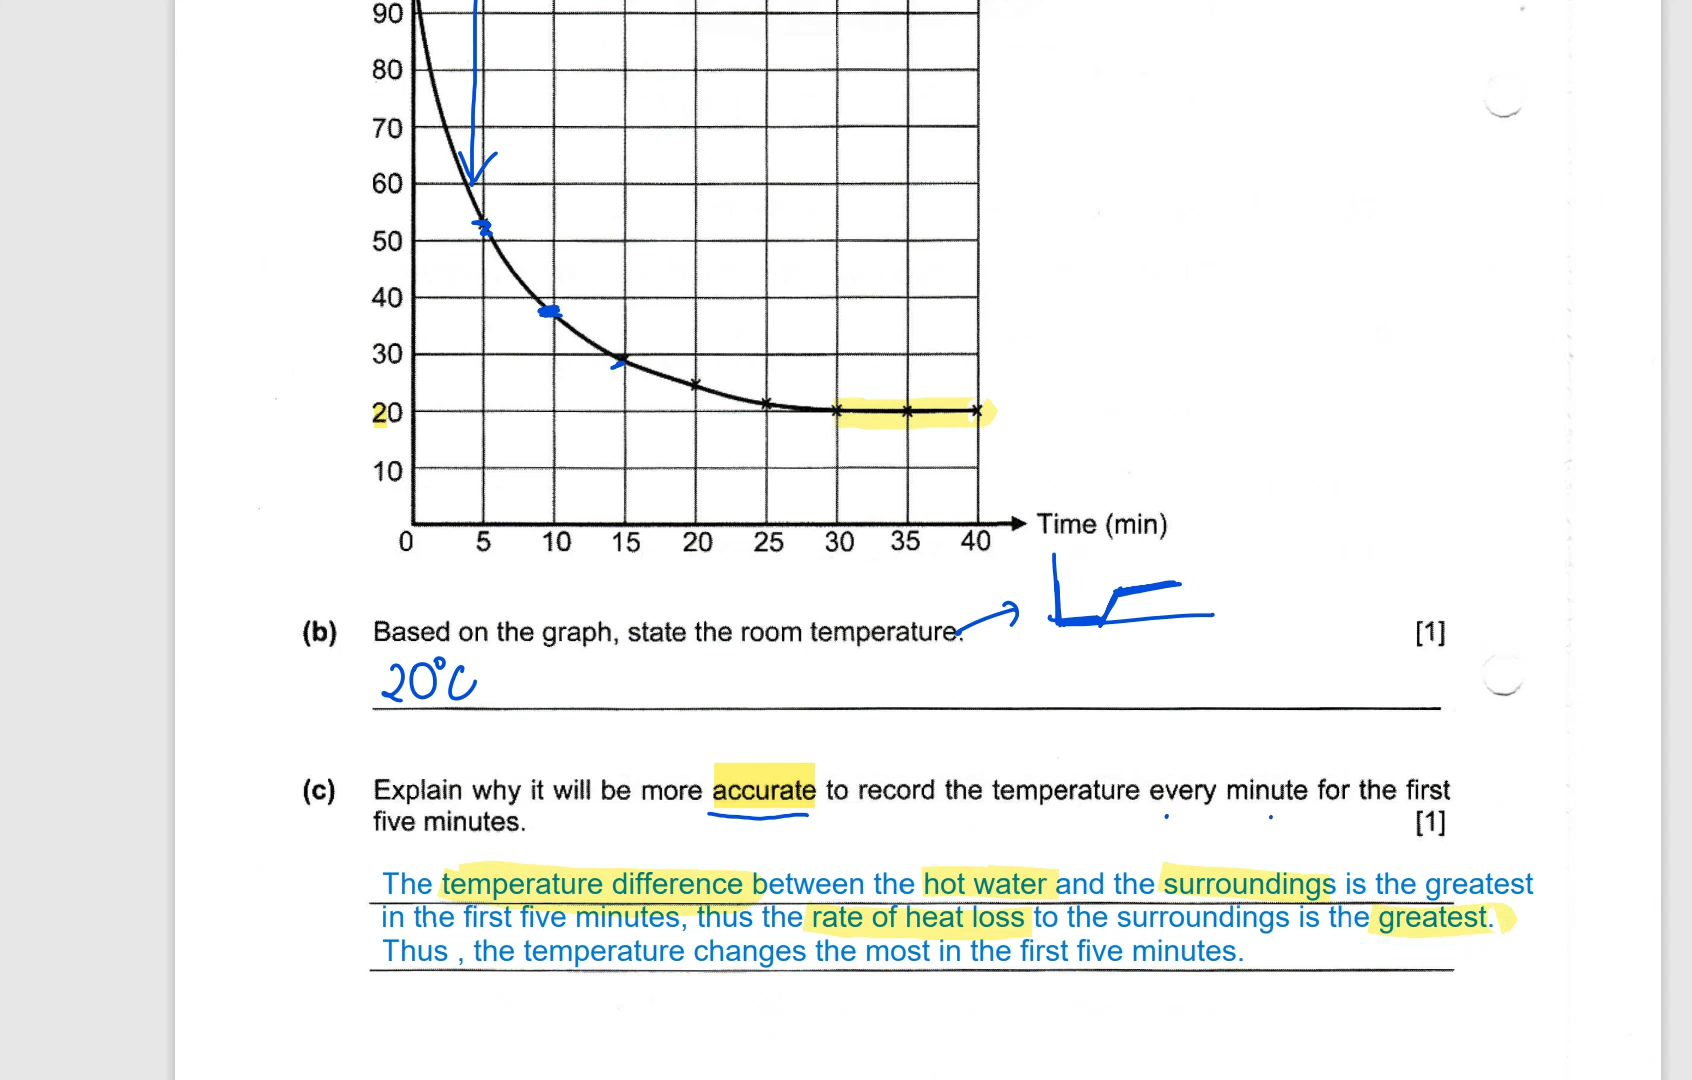 90
80
70
60
50
40
30
20
10
0 5 10 15 20 25 30 35 40 Time (min)
(b) Based on the graph, state the room temperature. [1]
20°C
(c) Explain why it will be more accurate to record the temperature every minute for the first
five minutes. [1]
The temperature difference between the hot water and the surroundings is the greatest
in the first five minutes, thus the rate of heat loss to the surroundings is the greatest.
Thus , the temperature changes the most in the first five minutes.